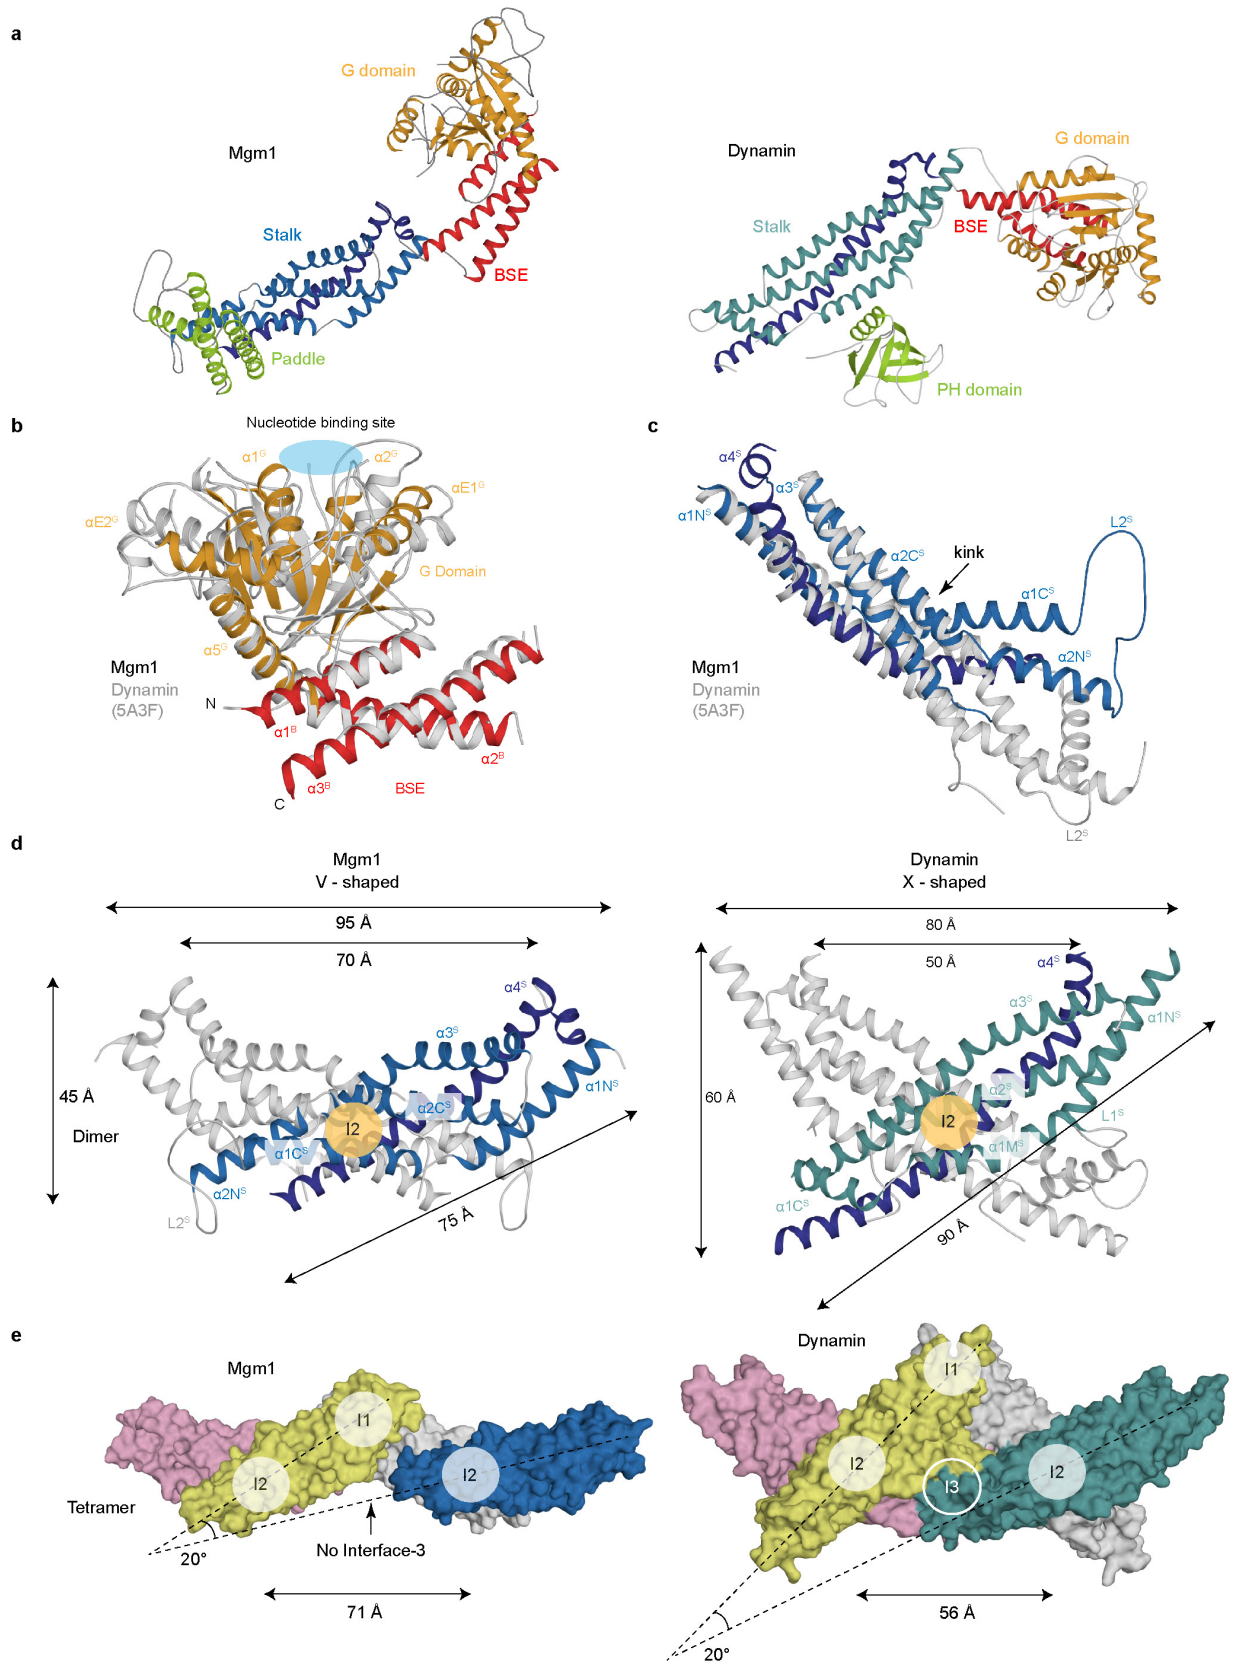 a
G domain
Mgm1
Stalk
BSE
Paddle
Dynamin
G domain
Stalk
BSE
PH domain
b
Nucleotide binding site
α1ᴳ
α2ᴳ
αE1ᴳ
αE2ᴳ
G Domain
α5ᴳ
Mgm1
Dynamin
(5A3F)
N
α1ᴮ
α2ᴮ
α3ᴮ
BSE
C
c
α4ˢ
α3ˢ
α1Nˢ
L2ˢ
α2Cˢ
kink
α1Cˢ
α2Nˢ
Mgm1
Dynamin
(5A3F)
L2ˢ
d
Mgm1
V - shaped
95 Å
70 Å
α4ˢ
α3ˢ
α1Nˢ
45 Å
Dimer
α2Cˢ
I2
α1Cˢ
α2Nˢ
L2ˢ
75 Å
Dynamin
X - shaped
80 Å
50 Å
α4ˢ
α3ˢ
α1Nˢ
60 Å
α2ˢ
I2
L1ˢ
α1Mˢ
α1Cˢ
90 Å
e
Mgm1
I1
I2
I2
Tetramer
20°
No Interface-3
71 Å
Dynamin
I1
I2
I2
I3
56 Å
20°